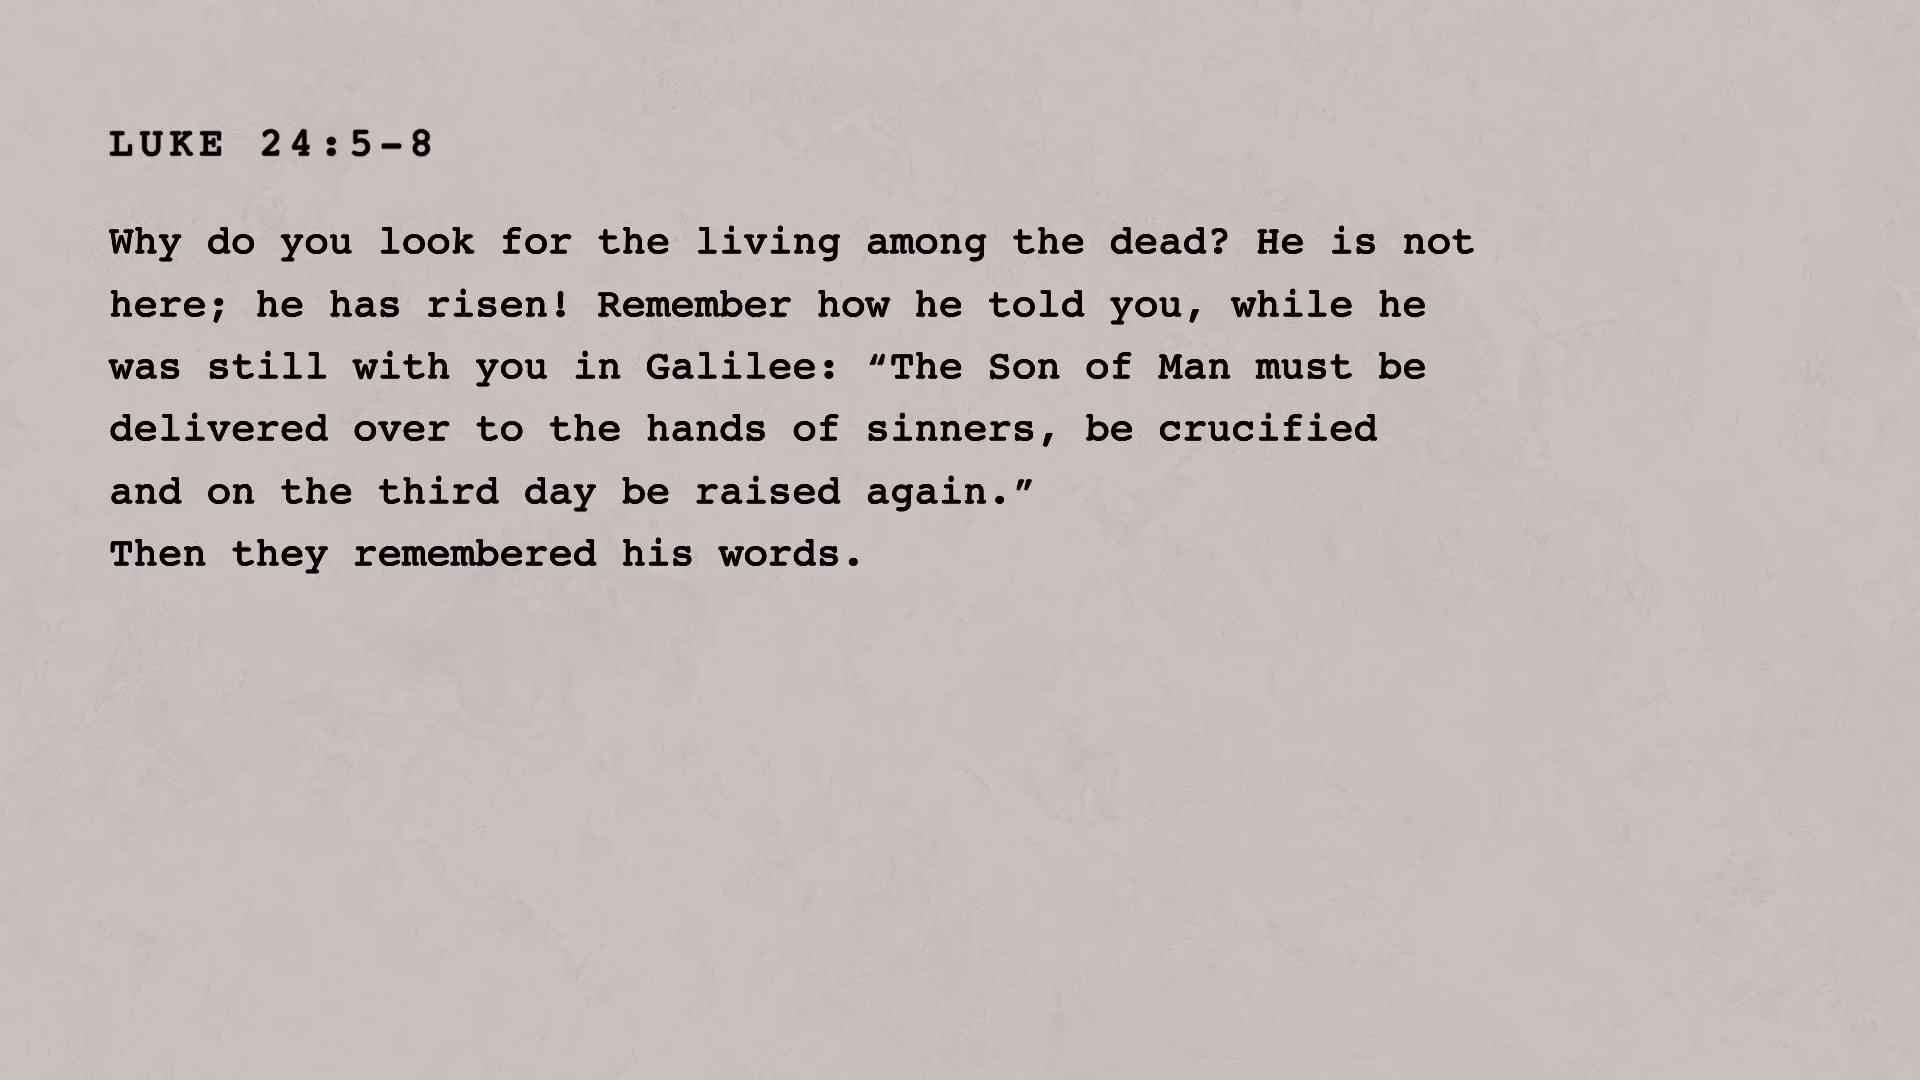 LUKE 24:5–8
Why do you look for the living among the dead? He is not
here; he has risen! Remember how he told you, while he
was still with you in Galilee: “The Son of Man must be
delivered over to the hands of sinners, be crucified
and on the third day be raised again.”
Then they remembered his words.